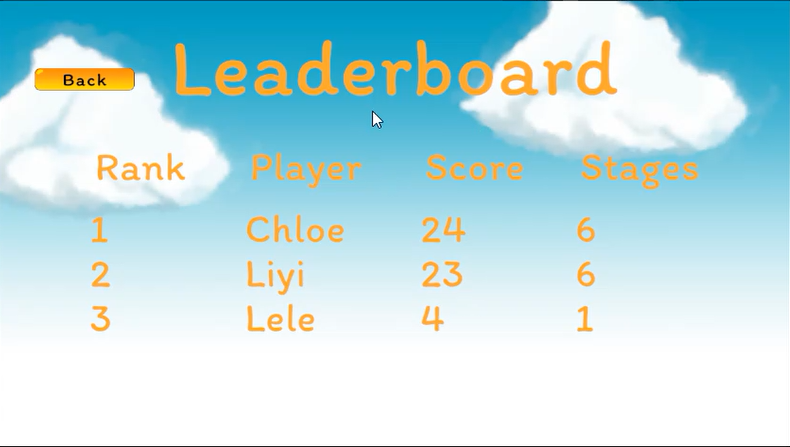 Leaderboard
Back
Rank Player Score Stages
1 Chloe 24 6
2 Liyi 23 6
3 Lele 4 1